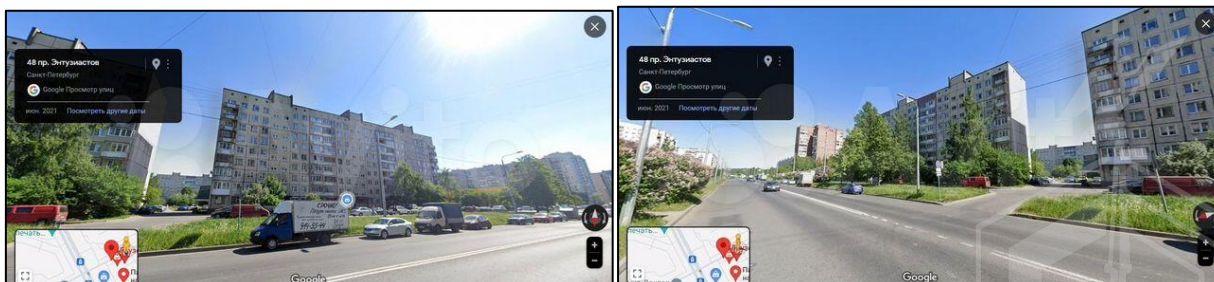 48 пр. Энтузиастов
Санкт-Петербург
Google Просмотр улиц
июн. 2021 Посмотреть другие даты
Google
48 пр. Энтузиастов
Санкт-Петербург
Google Просмотр улиц
июн. 2021 Посмотреть другие даты
Google